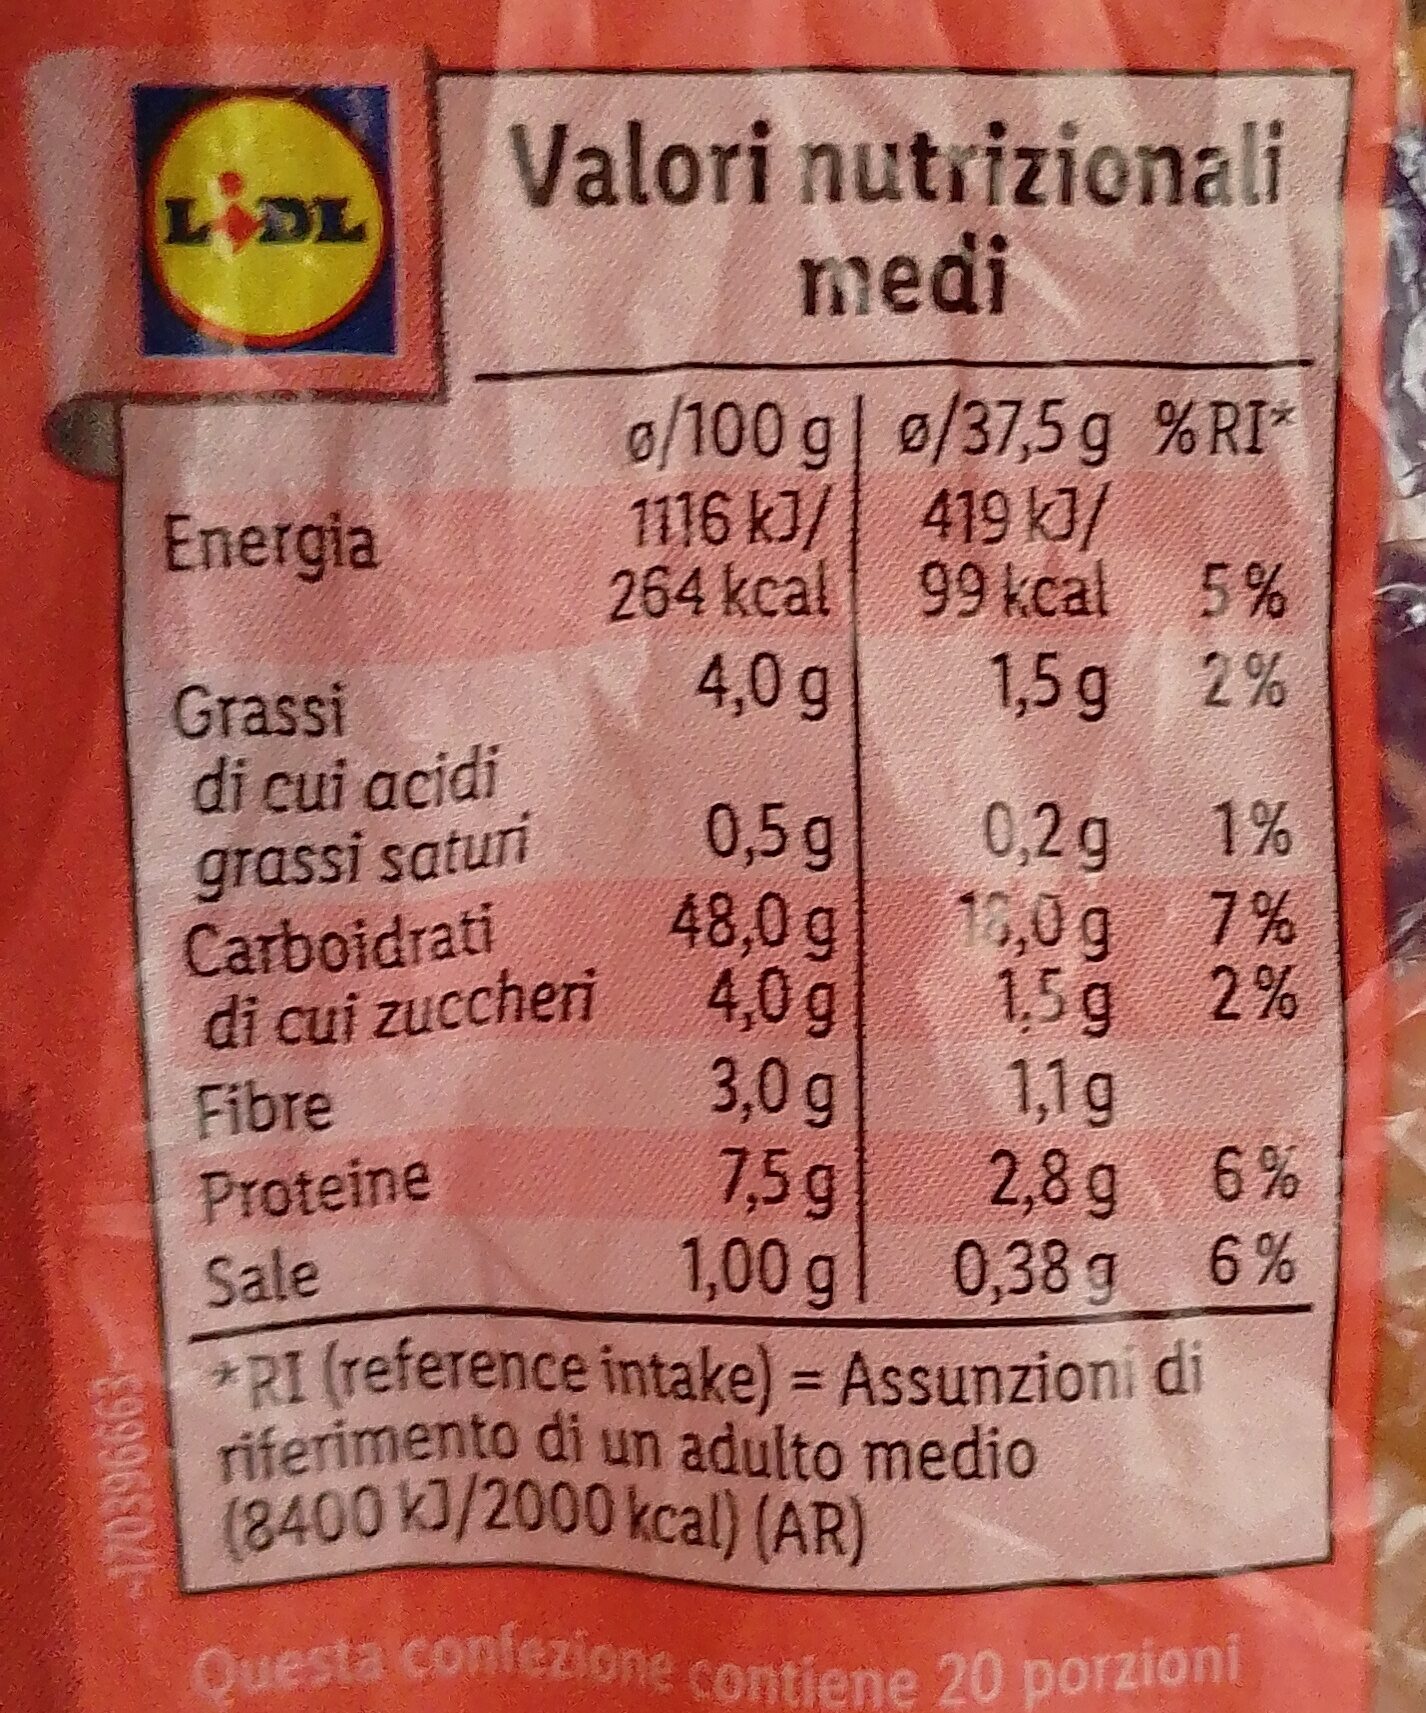 LIDL
Valori nutrizionali
medi
ø/100 g ø/37,5 g % RI*
Energia 1116 kJ/ 419 kJ/
264 kcal 99 kcal 5 %
Grassi 4,0 g 1,5 g 2 %
di cui acidi
grassi saturi 0,5 g 0,2 g 1 %
Carboidrati 48,0 g 18,0 g 7 %
di cui zuccheri 4,0 g 1,5 g 2 %
Fibre 3,0 g 1,1 g
Proteine 7,5 g 2,8 g 6 %
Sale 1,00 g 0,38 g 6 %
*RI (reference intake) = Assunzioni di
riferimento di un adulto medio
(8400 kJ/2000 kcal) (AR)
-17039663-
Questa confezione contiene 20 porzioni